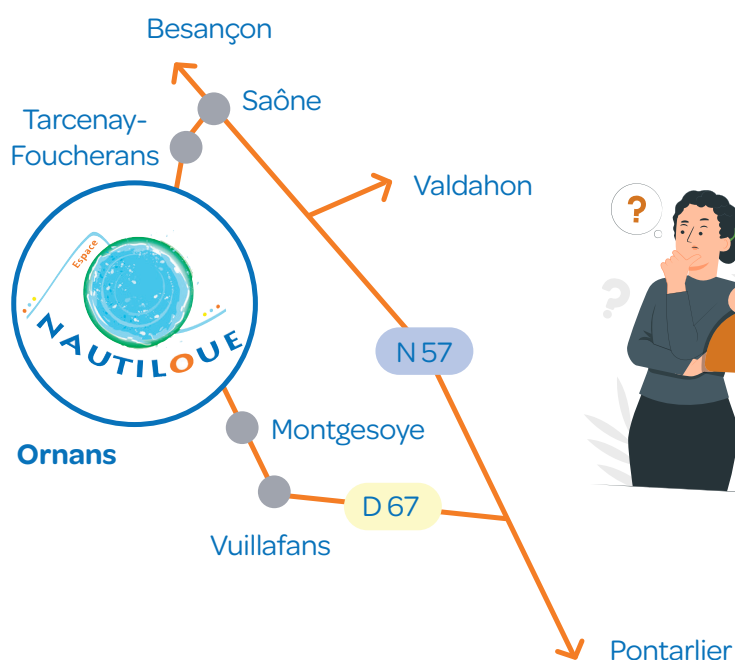 Besançon
Saône
Tarcenay-
Foucherans
Valdahon
?
?
Espace
NAUTILOUE
N 57
Montgesoye
Ornans
D 67
Vuillafans
Pontarlier